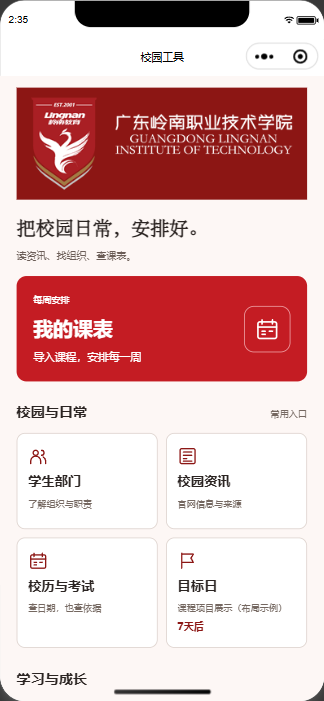 2:35
校园工具
EST.2001
Lingnan
岭南教育
广东岭南职业技术学院
GUANGDONG LINGNAN
INSTITUTE OF TECHNOLOGY
把校园日常，安排好。
读资讯、找组织、查课表。
每周安排
我的课表
导入课程，安排每一周
校园与日常
常用入口
学生部门
了解组织与职责
校园资讯
官网信息与来源
校历与考试
查日期，也查依据
目标日
课程项目展示（布局示例）
7天后
学习与成长